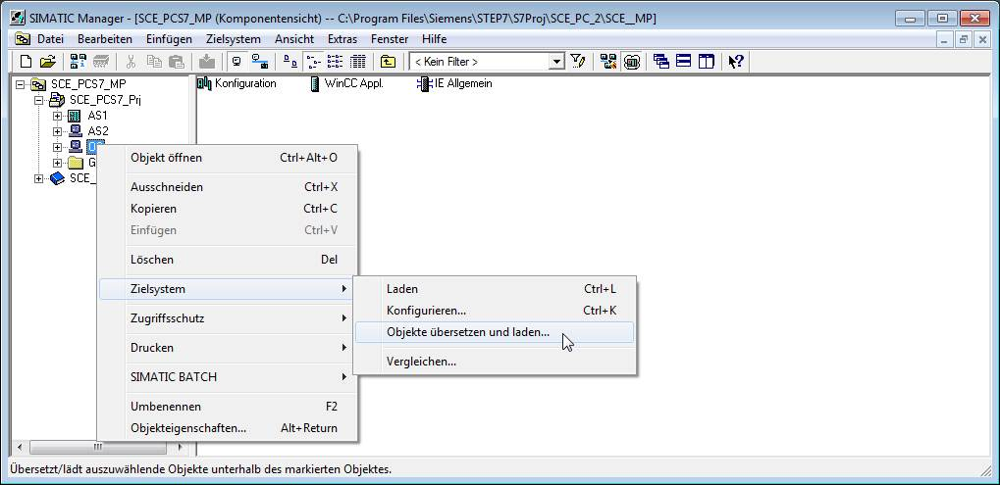 SIMATIC Manager - [SCE_PCS7_MP (Komponentensicht) -- C:\Program Files\Siemens\STEP7\S7Proj\SCE_PC_2\SCE__MP]
Datei Bearbeiten Einfügen Zielsystem Ansicht Extras Fenster Hilfe
< Kein Filter >
SCE_PCS7_MP
SCE_PCS7_Prj
AS1
AS2
G
SCE_
Konfiguration WinCC Appl. IE Allgemein
Objekt öffnen Ctrl+Alt+O
Ausschneiden Ctrl+X
Kopieren Ctrl+C
Einfügen Ctrl+V
Löschen Del
Zielsystem
Zugriffsschutz
Drucken
SIMATIC BATCH
Umbenennen F2
Objekteigenschaften... Alt+Return
Laden Ctrl+L
Konfigurieren... Ctrl+K
Objekte übersetzen und laden...
Vergleichen...
Übersetzt/lädt auszuwählende Objekte unterhalb des markierten Objektes.